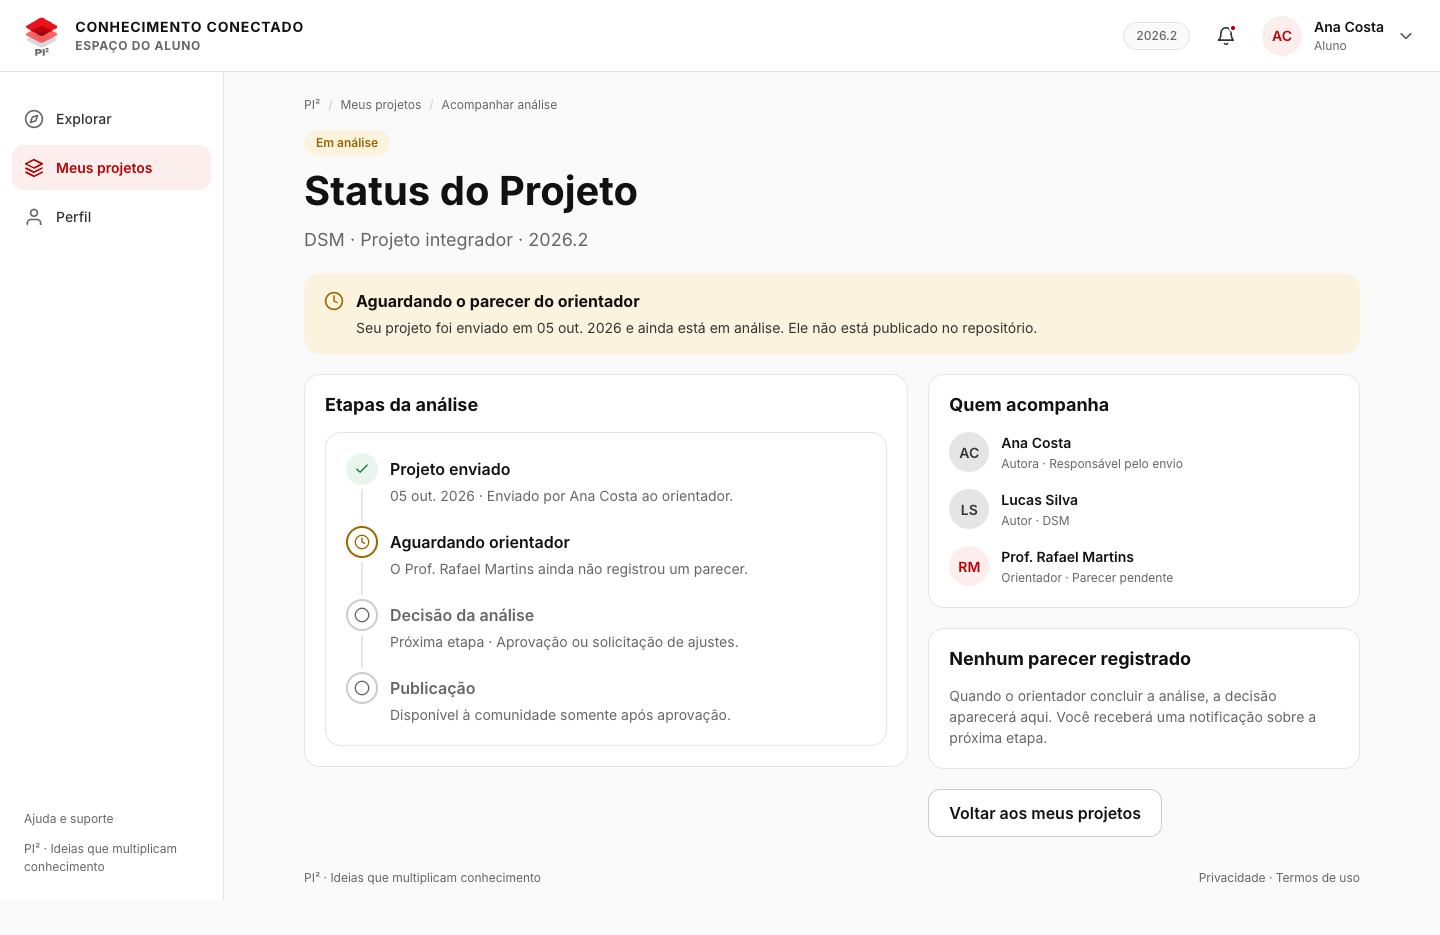 PI²
CONHECIMENTO CONECTADO
ESPAÇO DO ALUNO
2026.2
AC
Ana Costa
Aluno
Explorar
Meus projetos
Perfil
Ajuda e suporte
PI² · Ideias que multiplicam
conhecimento
PI² / Meus projetos / Acompanhar análise
Em análise
Status do Projeto
DSM · Projeto integrador · 2026.2
Aguardando o parecer do orientador
Seu projeto foi enviado em 05 out. 2026 e ainda está em análise. Ele não está publicado no repositório.
Etapas da análise
Projeto enviado
05 out. 2026 · Enviado por Ana Costa ao orientador.
Aguardando orientador
O Prof. Rafael Martins ainda não registrou um parecer.
Decisão da análise
Próxima etapa · Aprovação ou solicitação de ajustes.
Publicação
Disponível à comunidade somente após aprovação.
Quem acompanha
AC
Ana Costa
Autora · Responsável pelo envio
LS
Lucas Silva
Autor · DSM
RM
Prof. Rafael Martins
Orientador · Parecer pendente
Nenhum parecer registrado
Quando o orientador concluir a análise, a decisão
aparecerá aqui. Você receberá uma notificação sobre a
próxima etapa.
Voltar aos meus projetos
PI² · Ideias que multiplicam conhecimento
Privacidade · Termos de uso